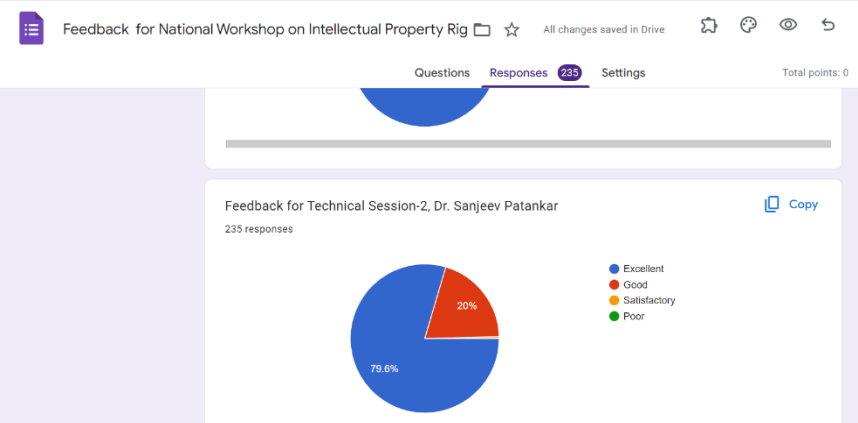 Feedback for National Workshop on Intellectual Property Rig
All changes saved in Drive
Questions Responses 235 Settings
Total points: 0
Feedback for Technical Session-2, Dr. Sanjeev Patankar
Copy
235 responses
Excellent
Good
Satisfactory
Poor
20%
79.6%